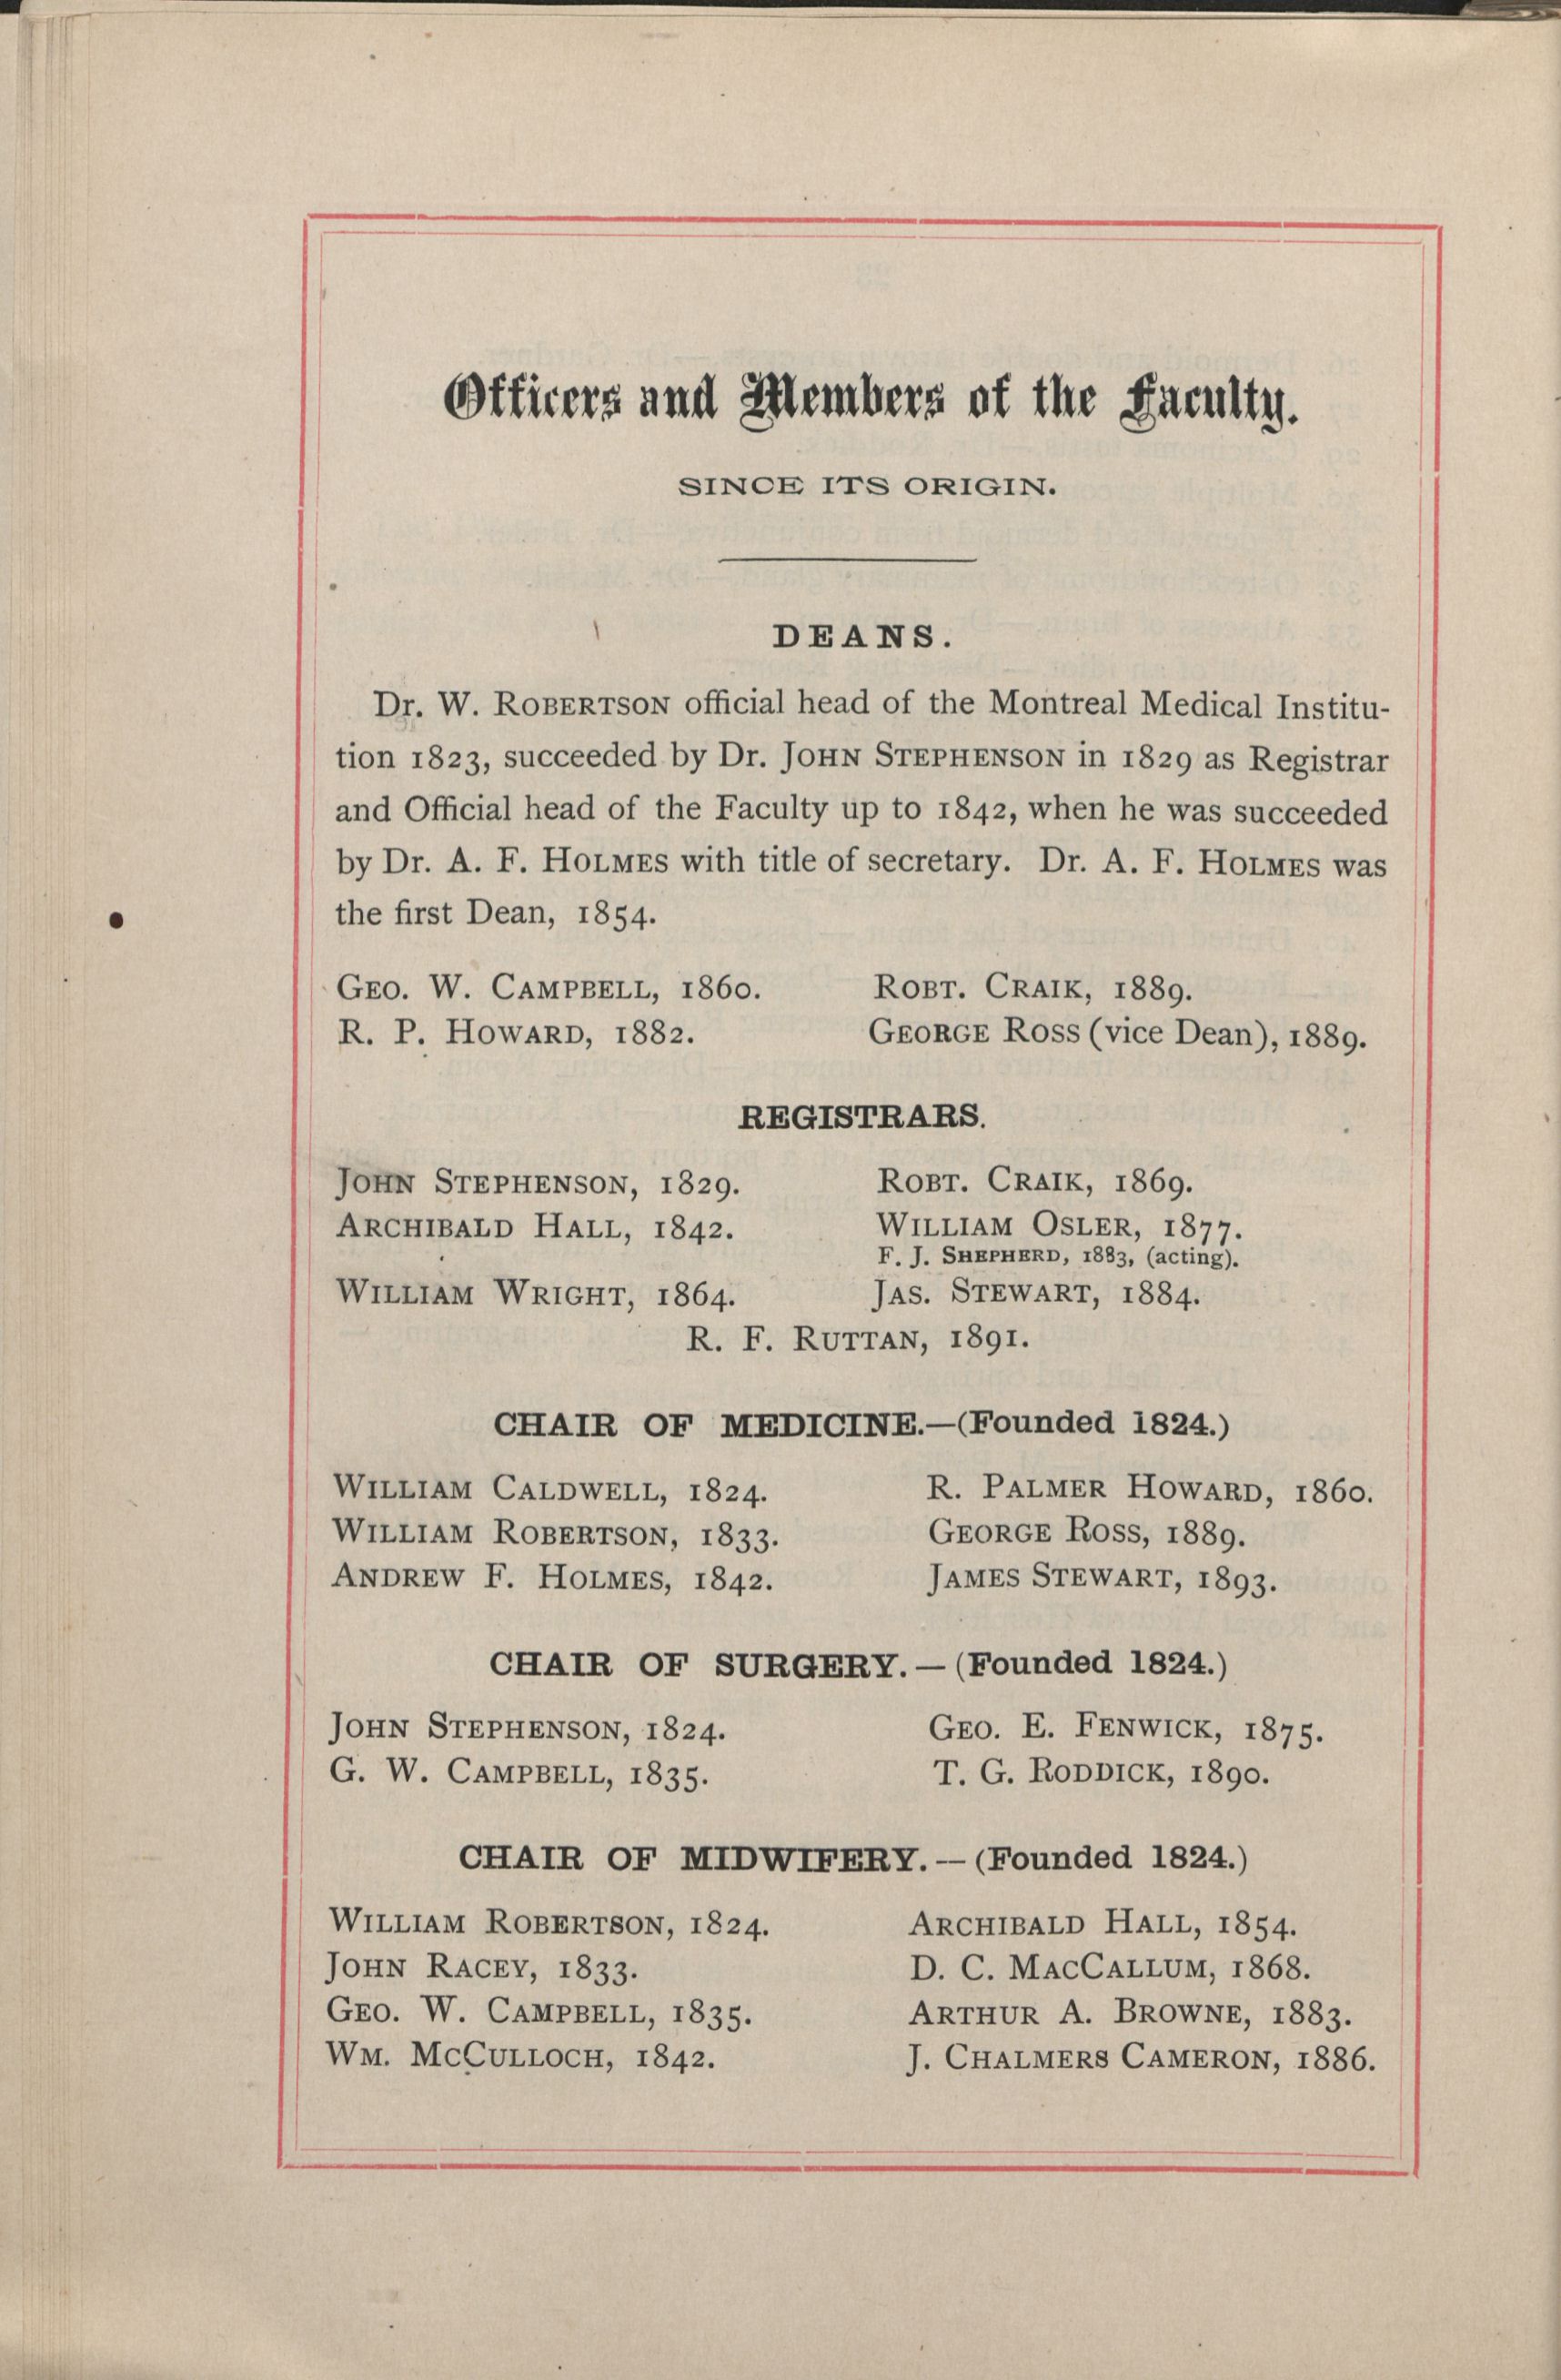 Officers and Members of the Faculty.
SINCE ITS ORIGIN.
DEANS.
Dr. W. ROBERTSON official head of the Montreal Medical Institu-
tion 1823, succeeded by Dr. JOHN STEPHENSON in 1829 as Registrar
and Official head of the Faculty up to 1842, when he was succeeded
by Dr. A. F. HOLMES with title of secretary. Dr. A. F. HOLMES was
the first Dean, 1854.
GEO. W. CAMPBELL, 1860. ROBT. CRAIK, 1889.
R. P. HOWARD, 1882. GEORGE ROSS (vice Dean), 1889.
REGISTRARS.
JOHN STEPHENSON, 1829. ROBT. CRAIK, 1869.
ARCHIBALD HALL, 1842. WILLIAM OSLER, 1877.
F. J. SHEPHERD, 1883, (acting).
WILLIAM WRIGHT, 1864. JAS. STEWART, 1884.
R. F. RUTTAN, 1891.
CHAIR OF MEDICINE.—(Founded 1824.)
WILLIAM CALDWELL, 1824. R. PALMER HOWARD, 1860.
WILLIAM ROBERTSON, 1833. GEORGE ROSS, 1889.
ANDREW F. HOLMES, 1842. JAMES STEWART, 1893.
CHAIR OF SURGERY.—(Founded 1824.)
JOHN STEPHENSON, 1824. GEO. E. FENWICK, 1875.
G. W. CAMPBELL, 1835. T. G. RODDICK, 1890.
CHAIR OF MIDWIFERY.—(Founded 1824.)
WILLIAM ROBERTSON, 1824. ARCHIBALD HALL, 1854.
JOHN RACEY, 1833. D. C. MACCALLUM, 1868.
GEO. W. CAMPBELL, 1835. ARTHUR A. BROWNE, 1883.
WM. MCCULLOCH, 1842. J. CHALMERS CAMERON, 1886.